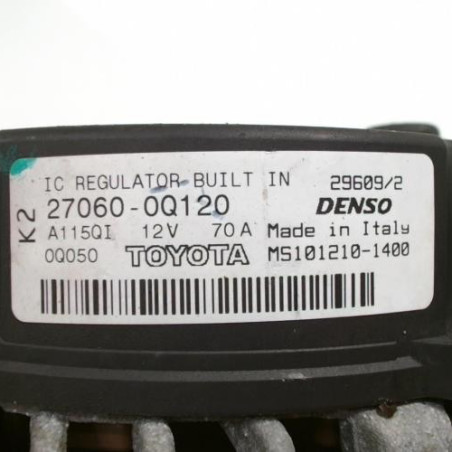 IC REGULATOR BUILT IN 29609/2
K2 27060-0Q120 DENSO
A115QI 12V 70A Made in Italy
0Q050 TOYOTA MS101210-1400